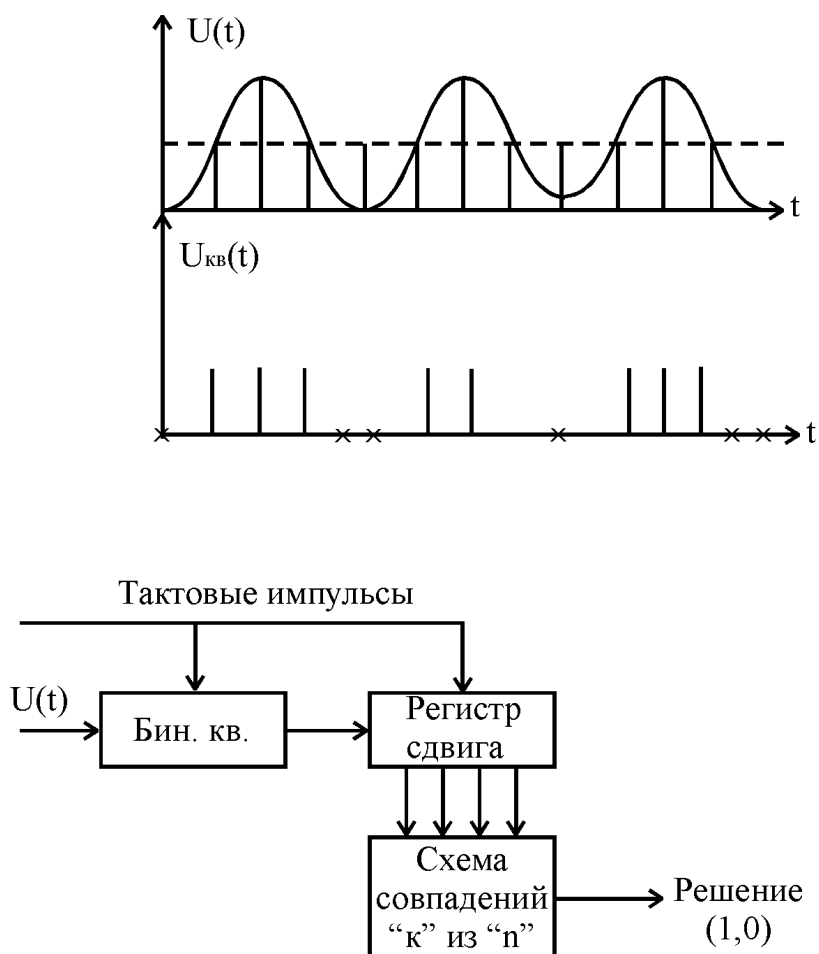 U(t)
t
Uкв(t)
t
Тактовые импульсы
U(t)
Бин. кв.
Регистр
сдвига
Схема
совпадений
“к” из “n”
Решение
(1,0)